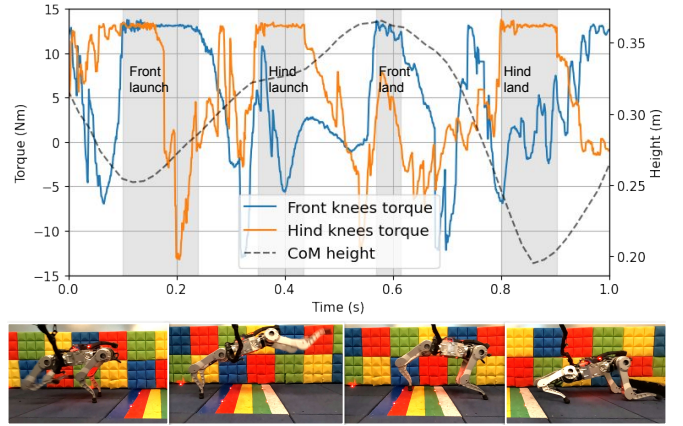 15
10
5
0
−5
−10
−15
Torque (Nm)
Front
launch
Hind
launch
Front
land
Hind
land
0.35
0.30
0.25
0.20
Height (m)
Front knees torque
Hind knees torque
CoM height
0.0
0.2
0.4
0.6
0.8
1.0
Time (s)